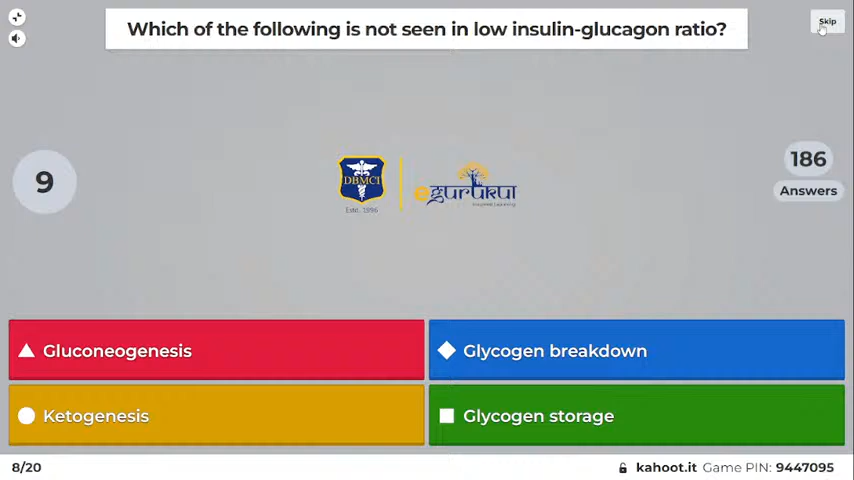 Which of the following is not seen in low insulin-glucagon ratio?
Skip
9
DBMCI
Estd. 1996
egurukul
186
Answers
Gluconeogenesis
Glycogen breakdown
Ketogenesis
Glycogen storage
8/20
kahoot.it Game PIN: 9447095